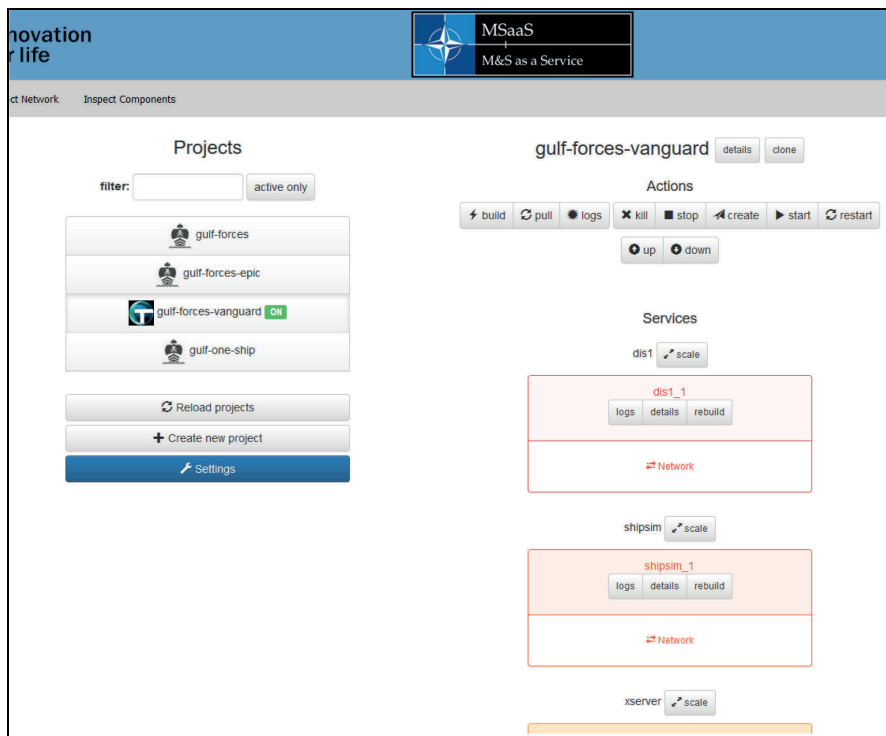 novation
r life
MSaaS
M&S as a Service
ct Network Inspect Components
Projects
filter: active only
gulf-forces
gulf-forces-epic
gulf-forces-vanguard ON
gulf-one-ship
Reload projects
Create new project
Settings
gulf-forces-vanguard details clone
Actions
build pull logs kill stop create start restart
up down
Services
dis1 scale
dis1_1
logs details rebuild
Network
shipsim scale
shipsim_1
logs details rebuild
Network
xserver scale